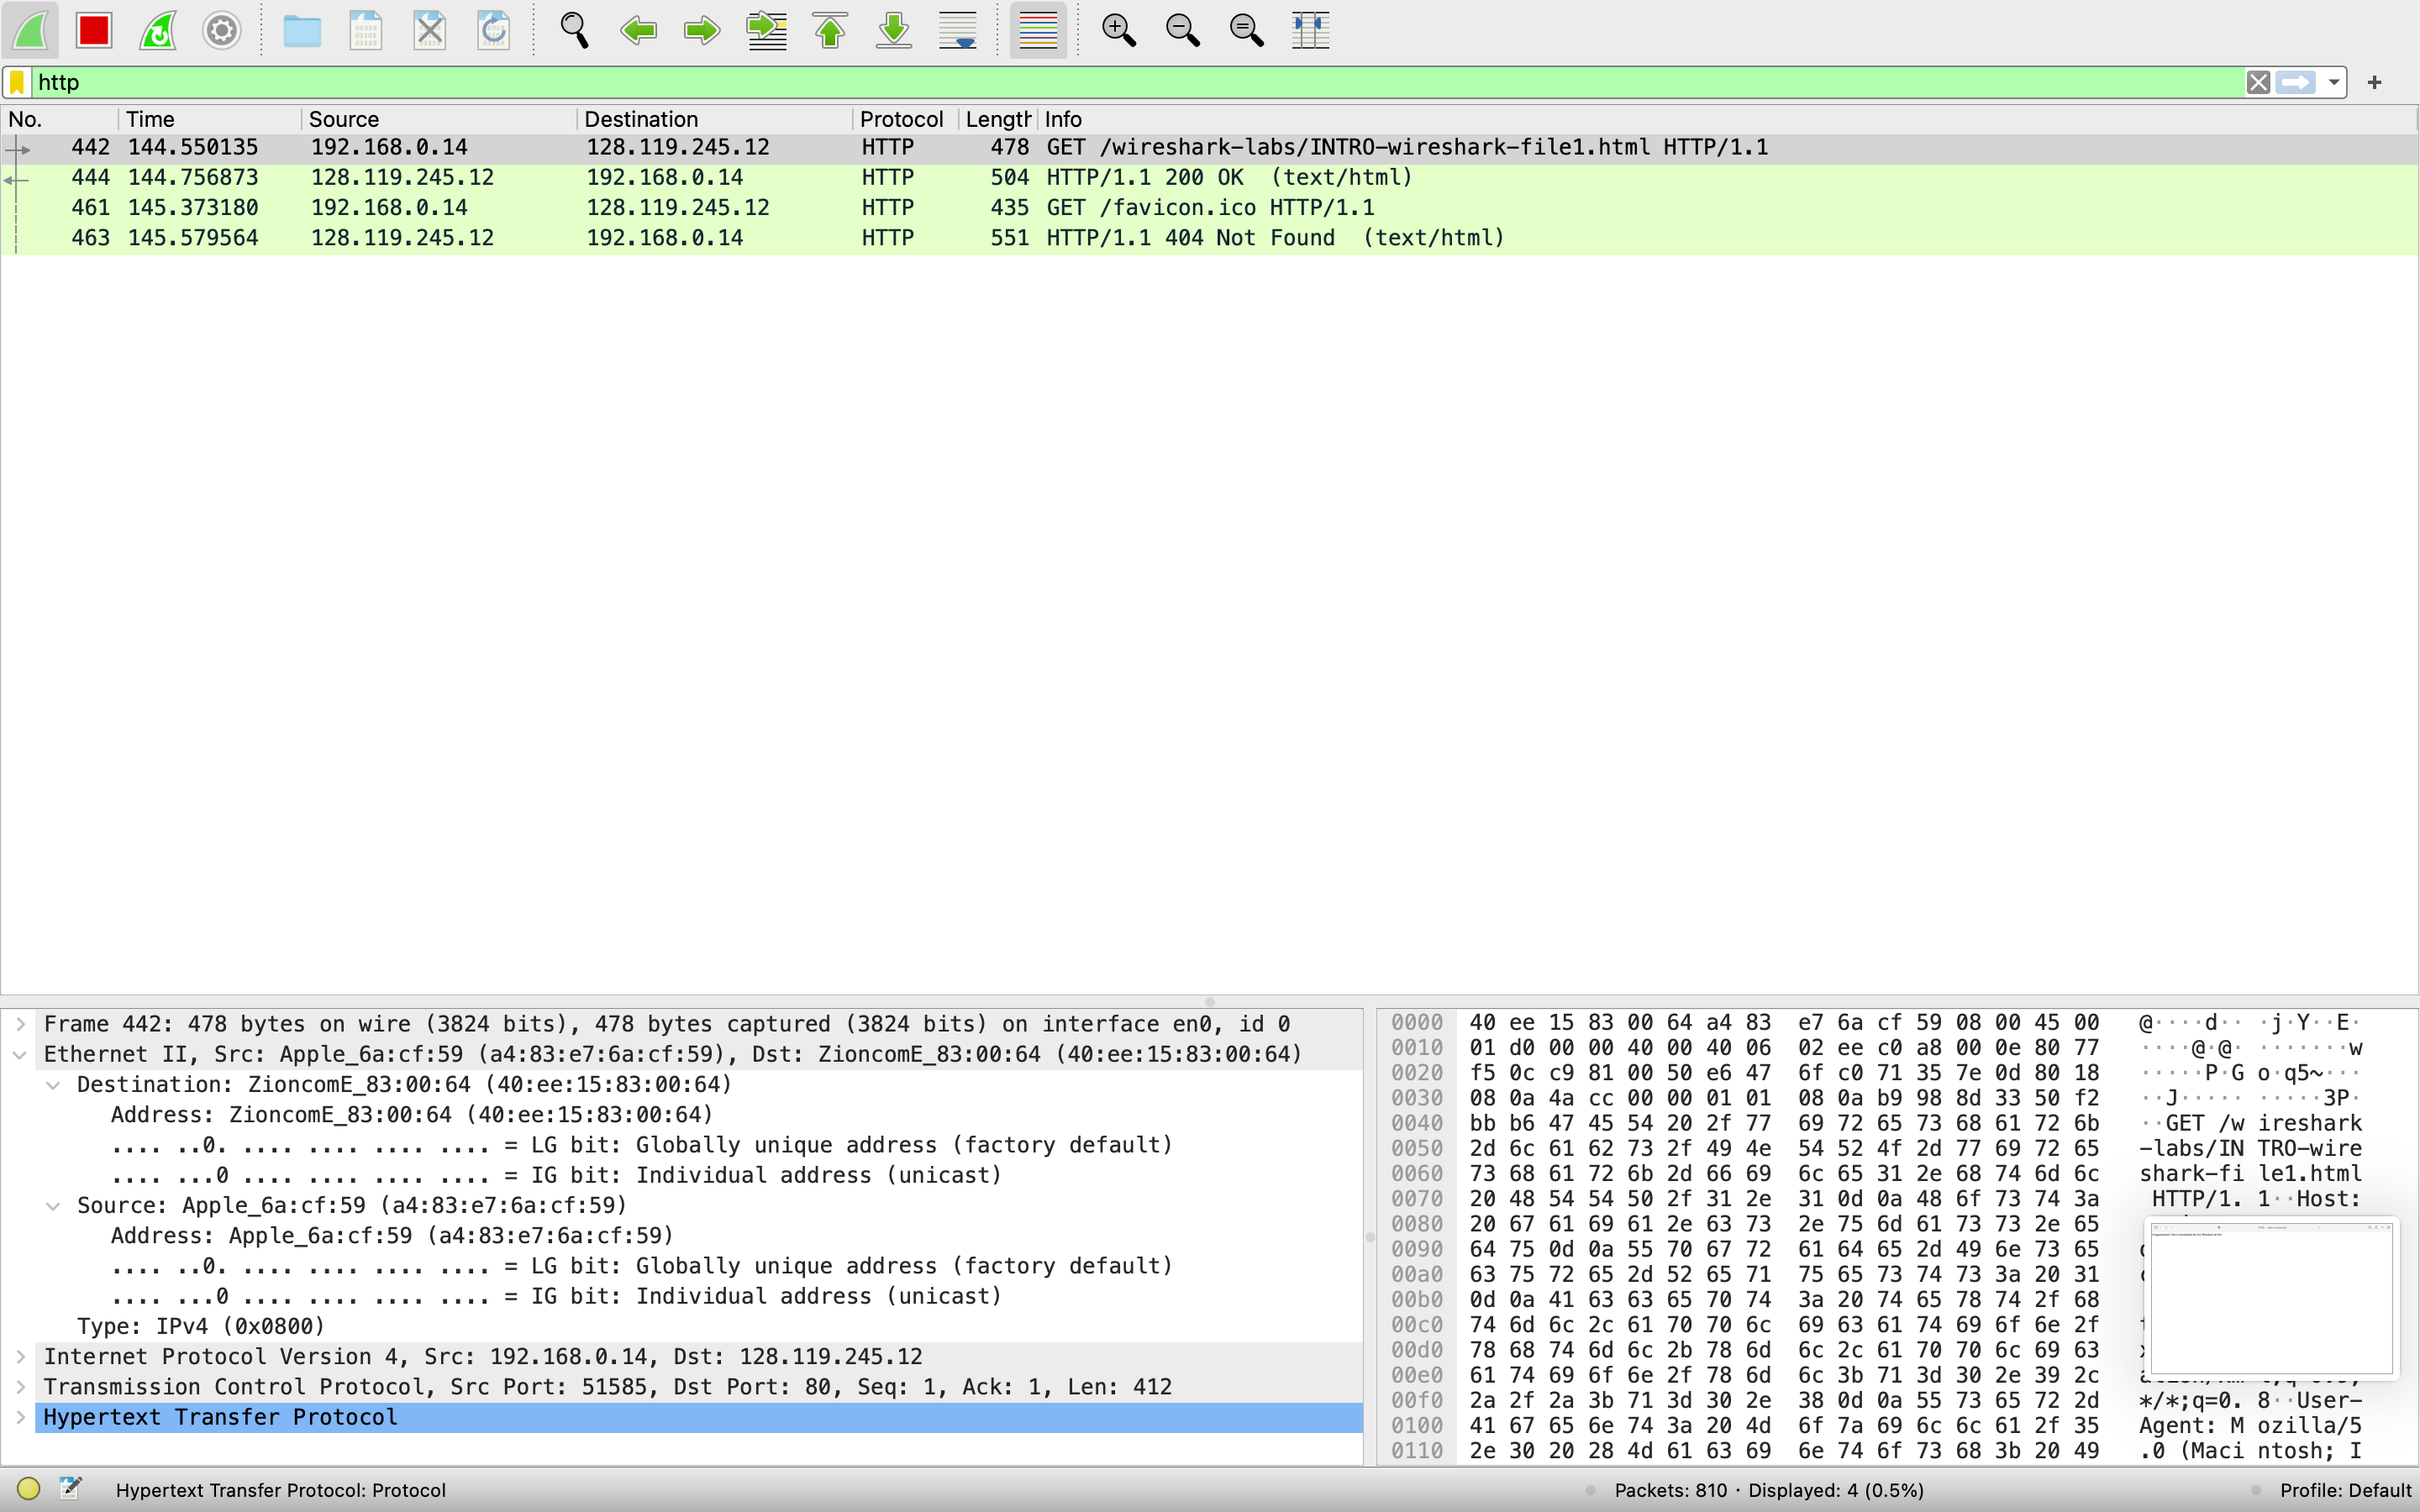 http
No. Time Source Destination Protocol Length Info
442 144.550135 192.168.0.14 128.119.245.12 HTTP 478 GET /wireshark-labs/INTRO-wireshark-file1.html HTTP/1.1
444 144.756873 128.119.245.12 192.168.0.14 HTTP 504 HTTP/1.1 200 OK (text/html)
461 145.373180 192.168.0.14 128.119.245.12 HTTP 435 GET /favicon.ico HTTP/1.1
463 145.579564 128.119.245.12 192.168.0.14 HTTP 551 HTTP/1.1 404 Not Found (text/html)
Frame 442: 478 bytes on wire (3824 bits), 478 bytes captured (3824 bits) on interface en0, id 0
Ethernet II, Src: Apple_6a:cf:59 (a4:83:e7:6a:cf:59), Dst: ZioncomE_83:00:64 (40:ee:15:83:00:64)
Destination: ZioncomE_83:00:64 (40:ee:15:83:00:64)
Address: ZioncomE_83:00:64 (40:ee:15:83:00:64)
.... ..0. .... .... .... .... = LG bit: Globally unique address (factory default)
.... ...0 .... .... .... .... = IG bit: Individual address (unicast)
Source: Apple_6a:cf:59 (a4:83:e7:6a:cf:59)
Address: Apple_6a:cf:59 (a4:83:e7:6a:cf:59)
.... ..0. .... .... .... .... = LG bit: Globally unique address (factory default)
.... ...0 .... .... .... .... = IG bit: Individual address (unicast)
Type: IPv4 (0x0800)
Internet Protocol Version 4, Src: 192.168.0.14, Dst: 128.119.245.12
Transmission Control Protocol, Src Port: 51585, Dst Port: 80, Seq: 1, Ack: 1, Len: 412
Hypertext Transfer Protocol
0000 40 ee 15 83 00 64 a4 83 e7 6a cf 59 08 00 45 00 @····d·· ·j·Y··E·
0010 01 d0 00 00 40 00 40 06 02 ee c0 a8 00 0e 80 77 ····@·@· ·······w
0020 f5 0c c9 81 00 50 e6 47 6f c0 71 35 7e 0d 80 18 ·····P·G o·q5~···
0030 08 0a 4a cc 00 00 01 01 08 0a b9 98 8d 33 50 f2 ··J····· ·····3P·
0040 bb b6 47 45 54 20 2f 77 69 72 65 73 68 61 72 6b ··GET /w ireshark
0050 2d 6c 61 62 73 2f 49 4e 54 52 4f 2d 77 69 72 65 -labs/IN TRO-wire
0060 73 68 61 72 6b 2d 66 69 6c 65 31 2e 68 74 6d 6c shark-fi le1.html
0070 20 48 54 54 50 2f 31 2e 31 0d 0a 48 6f 73 74 3a HTTP/1. 1··Host:
0080 20 67 61 69 61 2e 63 73 2e 75 6d 61 73 73 2e 65
0090 64 75 0d 0a 55 70 67 72 61 64 65 2d 49 6e 73 65
00a0 63 75 72 65 2d 52 65 71 75 65 73 74 73 3a 20 31
00b0 0d 0a 41 63 63 65 70 74 3a 20 74 65 78 74 2f 68
00c0 74 6d 6c 2c 61 70 70 6c 69 63 61 74 69 6f 6e 2f
00d0 78 68 74 6d 6c 2b 78 6d 6c 2c 61 70 70 6c 69 63
00e0 61 74 69 6f 6e 2f 78 6d 6c 3b 71 3d 30 2e 39 2c
00f0 2a 2f 2a 3b 71 3d 30 2e 38 0d 0a 55 73 65 72 2d */*;q=0. 8··User-
0100 41 67 65 6e 74 3a 20 4d 6f 7a 69 6c 6c 61 2f 35 Agent: M ozilla/5
0110 2e 30 20 28 4d 61 63 69 6e 74 6f 73 68 3b 20 49 .0 (Maci ntosh; I
Hypertext Transfer Protocol: Protocol Packets: 810 · Displayed: 4 (0.5%) Profile: Default